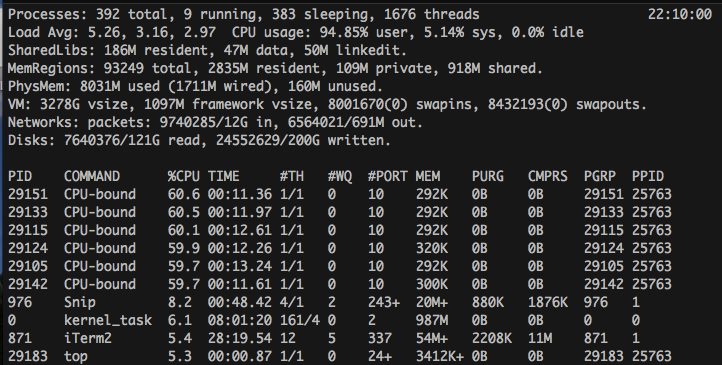 Processes: 392 total, 9 running, 383 sleeping, 1676 threads 22:10:00
Load Avg: 5.26, 3.16, 2.97 CPU usage: 94.85% user, 5.14% sys, 0.0% idle
SharedLibs: 186M resident, 47M data, 50M linkedit.
MemRegions: 93249 total, 2835M resident, 109M private, 918M shared.
PhysMem: 8031M used (1711M wired), 160M unused.
VM: 3278G vsize, 1097M framework vsize, 8001670(0) swapins, 8432193(0) swapouts.
Networks: packets: 9740285/12G in, 6564021/691M out.
Disks: 7640376/121G read, 24552629/200G written.
PID COMMAND %CPU TIME #TH #WQ #PORT MEM PURG CMPRS PGRP PPID
29151 CPU-bound 60.6 00:11.36 1/1 0 10 292K 0B 0B 29151 25763
29133 CPU-bound 60.5 00:11.97 1/1 0 10 292K 0B 0B 29133 25763
29115 CPU-bound 60.1 00:12.61 1/1 0 10 292K 0B 0B 29115 25763
29124 CPU-bound 59.9 00:12.26 1/1 0 10 320K 0B 0B 29124 25763
29105 CPU-bound 59.7 00:13.24 1/1 0 10 292K 0B 0B 29105 25763
29142 CPU-bound 59.7 00:11.61 1/1 0 10 300K 0B 0B 29142 25763
976 Snip 8.2 00:48.42 4/1 2 243+ 20M+ 880K 1876K 976 1
0 kernel_task 6.1 08:01:20 161/4 0 2 987M 0B 0B 0 0
871 iTerm2 5.4 28:19.54 12 5 337 54M+ 2208K 11M 871 1
29183 top 5.3 00:00.87 1/1 0 24+ 3412K+ 0B 0B 29183 25763